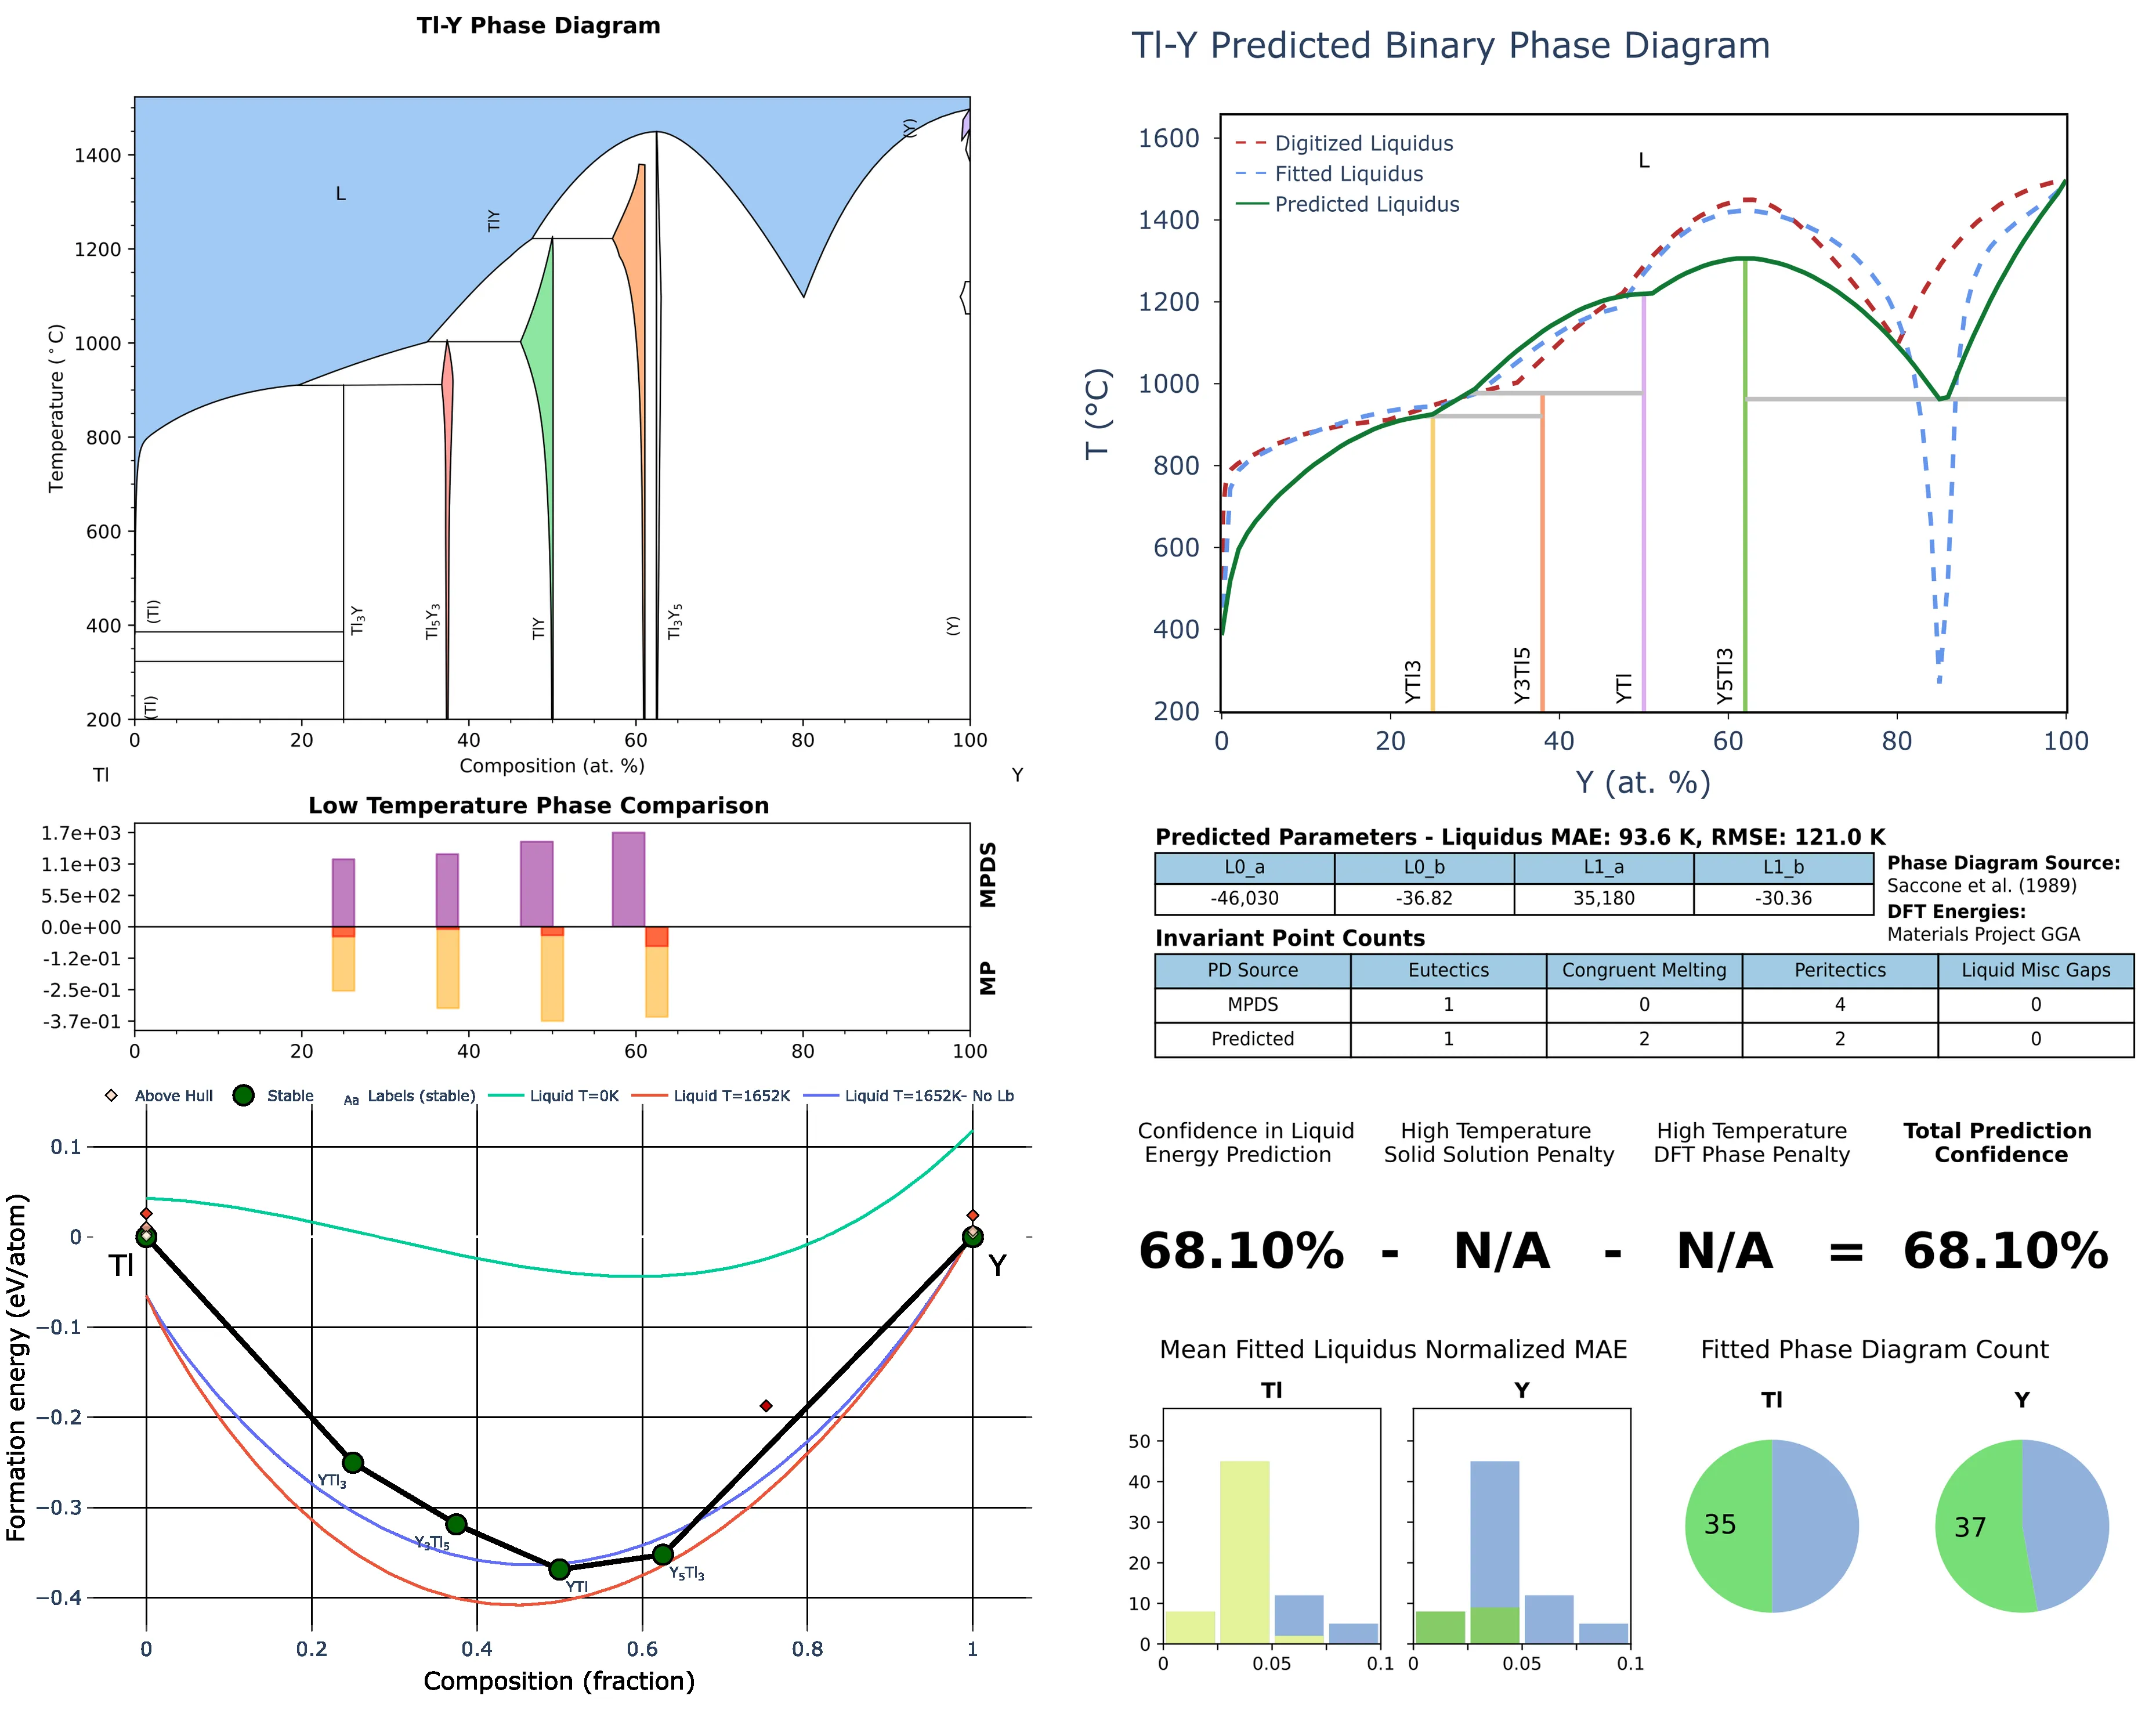 Tl-Y Phase Diagram
Temperature (°C)
1400
1200
1000
800
600
400
200
L
TlY
(Y)
(Tl)
(Tl)
Tl3Y
Tl5Y3
TlY
Tl3Y5
(Y)
0 20 40 60 80 100
Composition (at. %)
Tl Y
Tl-Y Predicted Binary Phase Diagram
T (°C)
1600
1400
1200
1000
800
600
400
200
Digitized Liquidus
Fitted Liquidus
Predicted Liquidus
L
YTl3
Y3Tl5
YTl
Y5Tl3
0 20 40 60 80 100
Y (at. %)
Low Temperature Phase Comparison
1.7e+03
1.1e+03
5.5e+02
0.0e+00
-1.2e-01
-2.5e-01
-3.7e-01
MPDS
MP
0 20 40 60 80 100
Predicted Parameters - Liquidus MAE: 93.6 K, RMSE: 121.0 K
L0_a L0_b L1_a L1_b
-46,030 -36.82 35,180 -30.36
Phase Diagram Source:
Saccone et al. (1989)
DFT Energies:
Materials Project GGA
Invariant Point Counts
PD Source Eutectics Congruent Melting Peritectics Liquid Misc Gaps
MPDS 1 0 4 0
Predicted 1 2 2 0
Above Hull Stable Aa Labels (stable) Liquid T=0K Liquid T=1652K Liquid T=1652K- No Lb
Formation energy (eV/atom)
0.1
0
−0.1
−0.2
−0.3
−0.4
Tl
Y
YTl3
Y3Tl5
YTl
Y5Tl3
0 0.2 0.4 0.6 0.8 1
Composition (fraction)
Confidence in Liquid
Energy Prediction
High Temperature
Solid Solution Penalty
High Temperature
DFT Phase Penalty
Total Prediction
Confidence
68.10% - N/A - N/A = 68.10%
Mean Fitted Liquidus Normalized MAE
Tl Y
50
40
30
20
10
0
0 0.05 0.1
0 0.05 0.1
Fitted Phase Diagram Count
Tl Y
35 37